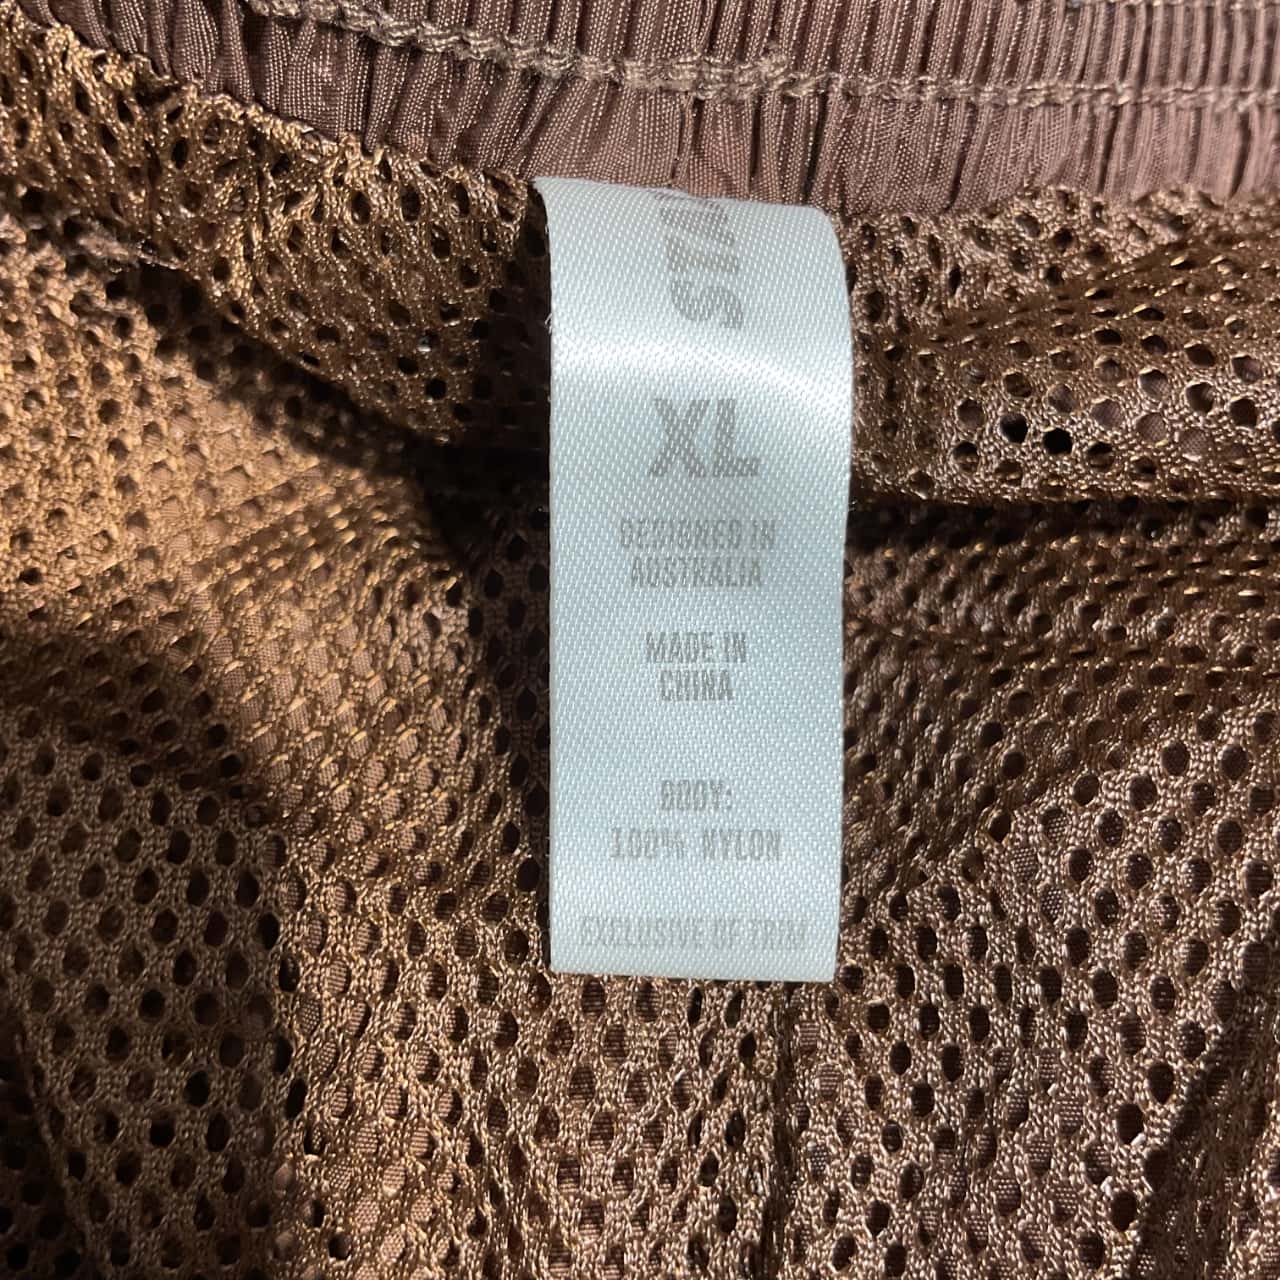 XL
DESIGNED IN
AUSTRALIA
MADE IN
CHINA
BODY:
100% NYLON
EXCLUSIVE OF TRIM